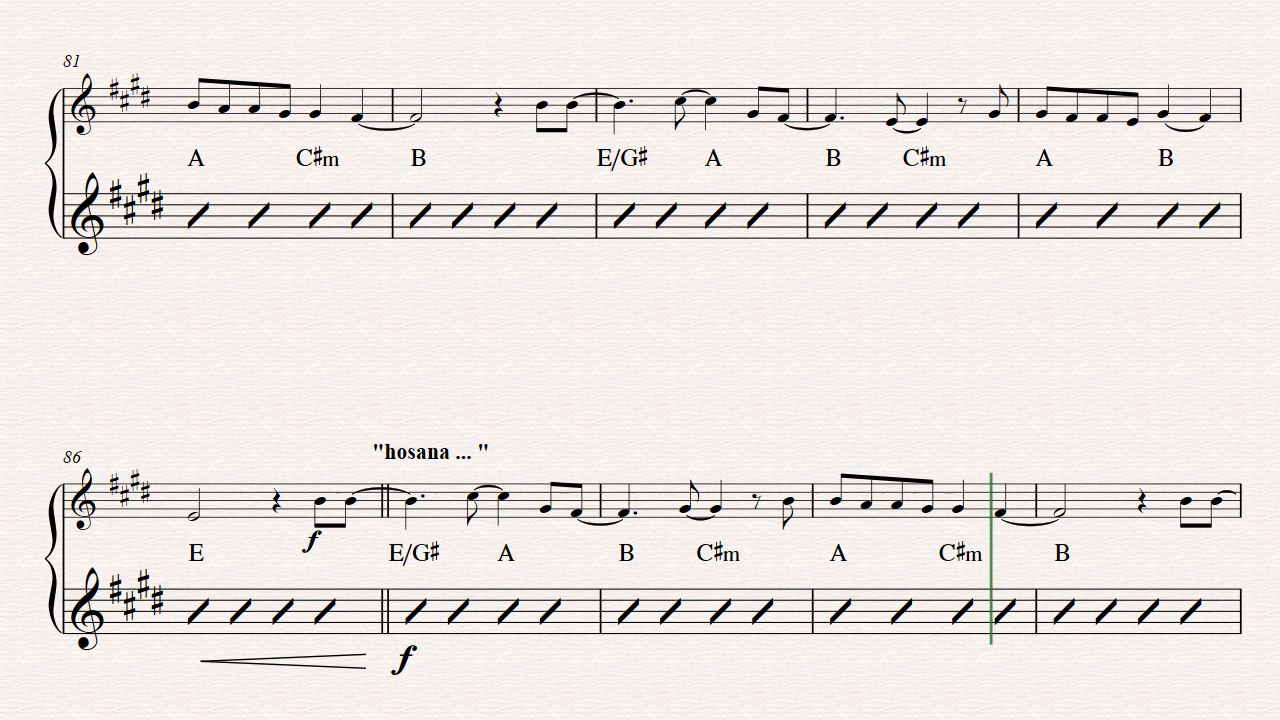 81
A C#m B E/G# A B C#m A B
86
"hosana ... "
f
E E/G# A B C#m A C#m B
f